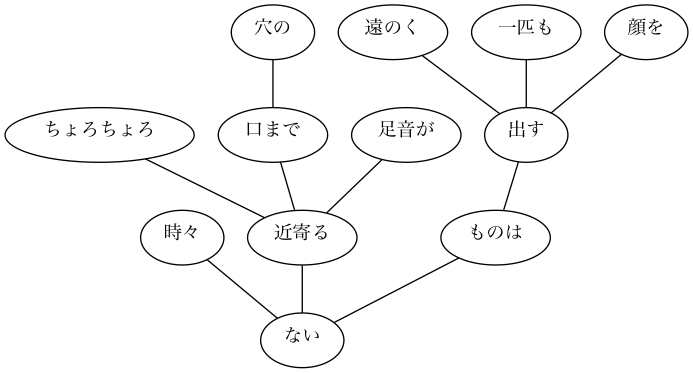 穴の 遠のく 一匹も 顔を
ちょろちょろ 口まで 足音が 出す
時々 近寄る ものは
ない